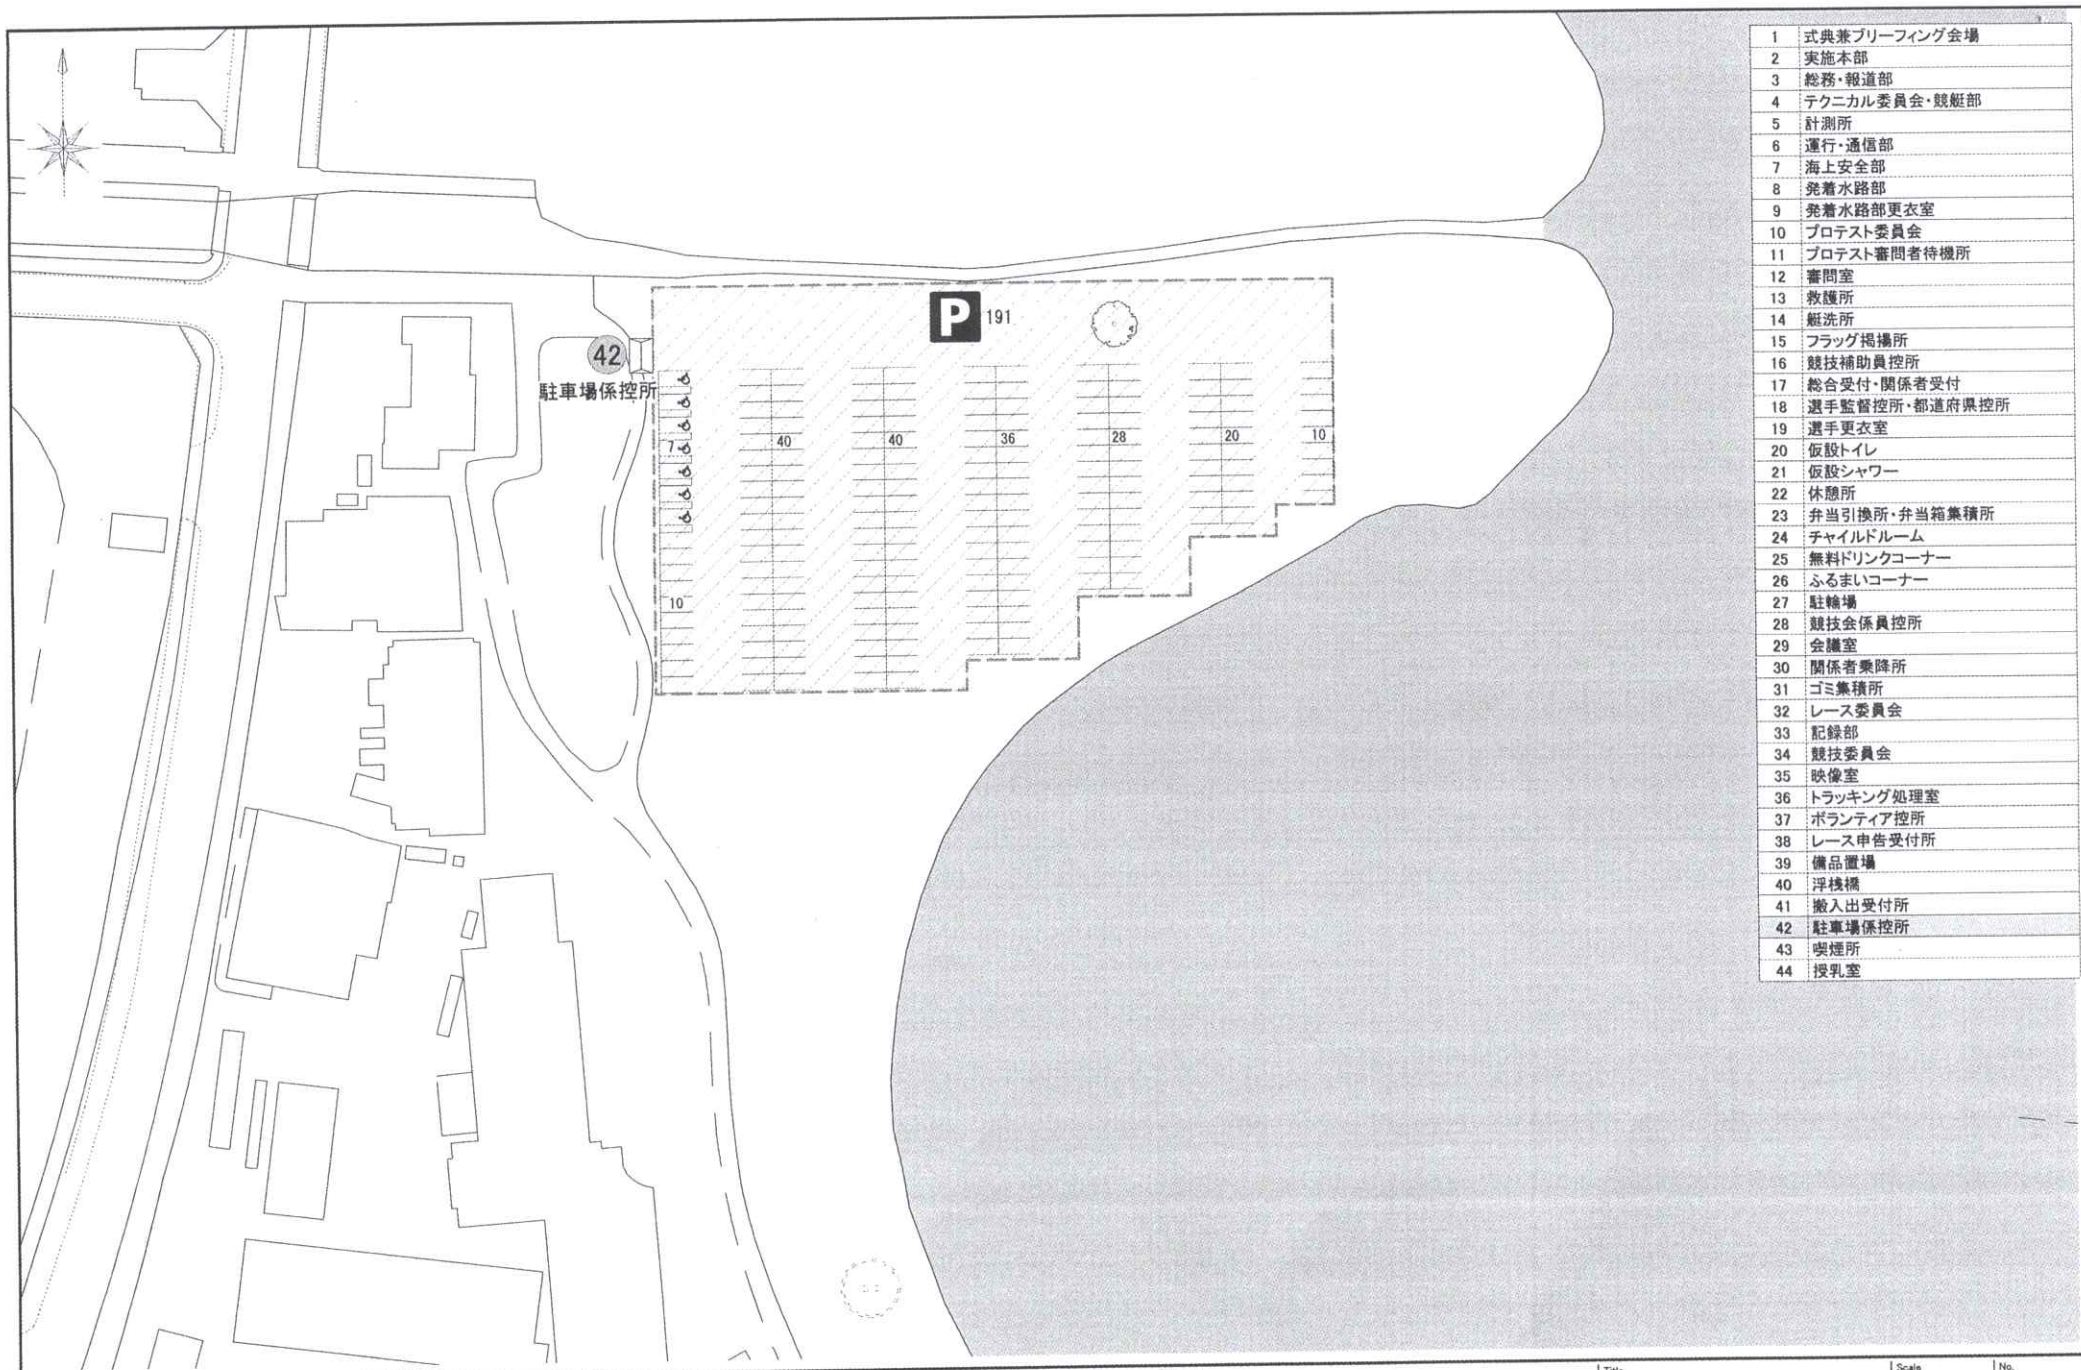 P 191
42
駐車場係控所
7
40
40
36
28
20
10
10
1 式典兼ブリーフィング会場
2 実施本部
3 総務・報道部
4 テクニカル委員会・競艇部
5 計測所
6 運行・通信部
7 海上安全部
8 発着水路部
9 発着水路部更衣室
10 プロテスト委員会
11 プロテスト審問者待機所
12 審問室
13 救護所
14 艇洗所
15 フラッグ掲揚所
16 競技補助員控所
17 総合受付・関係者受付
18 選手監督控所・都道府県控所
19 選手更衣室
20 仮設トイレ
21 仮設シャワー
22 休憩所
23 弁当引換所・弁当箱集積所
24 チャイルドルーム
25 無料ドリンクコーナー
26 ふるまいコーナー
27 駐輪場
28 競技会係員控所
29 会議室
30 関係者乗降所
31 ゴミ集積所
32 レース委員会
33 記録部
34 競技委員会
35 映像室
36 トラッキング処理室
37 ボランティア控所
38 レース申告受付所
39 備品置場
40 浮桟橋
41 搬入出受付所
42 駐車場係控所
43 喫煙所
44 授乳室
Title Scale No.